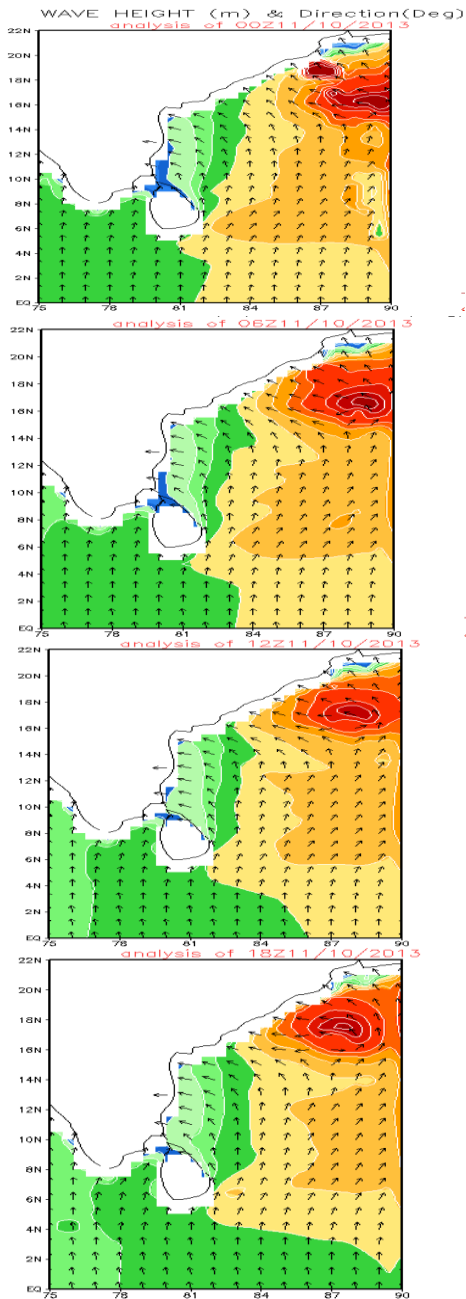 WAVE HEIGHT (m) & Direction(Deg)
analysis of 00Z11/10/2013
22N
20N
18N
16N
14N
12N
10N
8N
6N
4N
2N
EQ
75 78 81 84 87 90
analysis of 06Z11/10/2013
22N
20N
18N
16N
14N
12N
10N
8N
6N
4N
2N
EQ
75 78 81 84 87 90
analysis of 12Z11/10/2013
22N
20N
18N
16N
14N
12N
10N
8N
6N
4N
2N
EQ
75 78 81 84 87 90
analysis of 18Z11/10/2013
22N
20N
18N
16N
14N
12N
10N
8N
6N
4N
2N
EQ
75 78 81 84 87 90